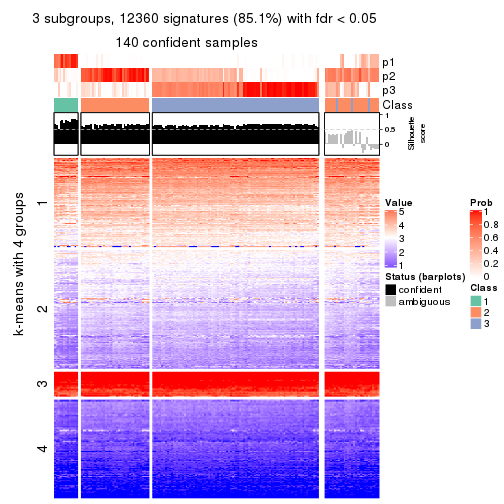 3 subgroups, 12360 signatures (85.1%) with fdr < 0.05
140 confident samples
p1
p2
p3
Class
1
0.5
0
Silhouette
score
k-means with 4 groups
1
2
3
4
Value
5
4
3
2
1
Status (barplots)
confident
ambiguous
Prob
1
0.8
0.6
0.4
0.2
0
Class
1
2
3